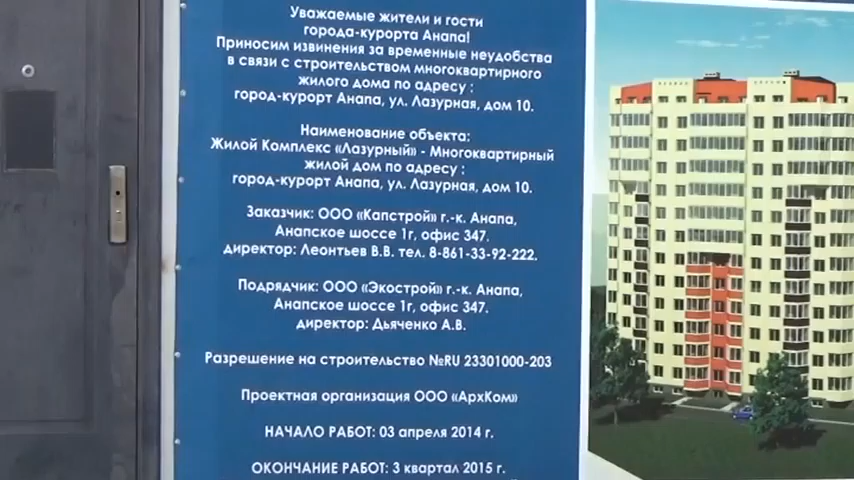 Уважаемые жители и гости
города-курорта Анапа!
Приносим извинения за временные неудобства
в связи с строительством многоквартирного
жилого дома по адресу :
город-курорт Анапа, ул. Лазурная, дом 10.
Наименование объекта:
Жилой Комплекс «Лазурный» - Многоквартирный
жилой дом по адресу :
город-курорт Анапа, ул. Лазурная, дом 10.
Заказчик: ООО «Капстрой» г.-к. Анапа,
Анапское шоссе 1г, офис 347.
директор: Леонтьев В.В. тел. 8-861-33-92-222.
Подрядчик: ООО «Экострой» г.-к. Анапа,
Анапское шоссе 1г, офис 347.
директор: Дьяченко А.В.
Разрешение на строительство №RU 23301000-203
Проектная организация ООО «АрхКом»
НАЧАЛО РАБОТ: 03 апреля 2014 г.
ОКОНЧАНИЕ РАБОТ: 3 квартал 2015 г.